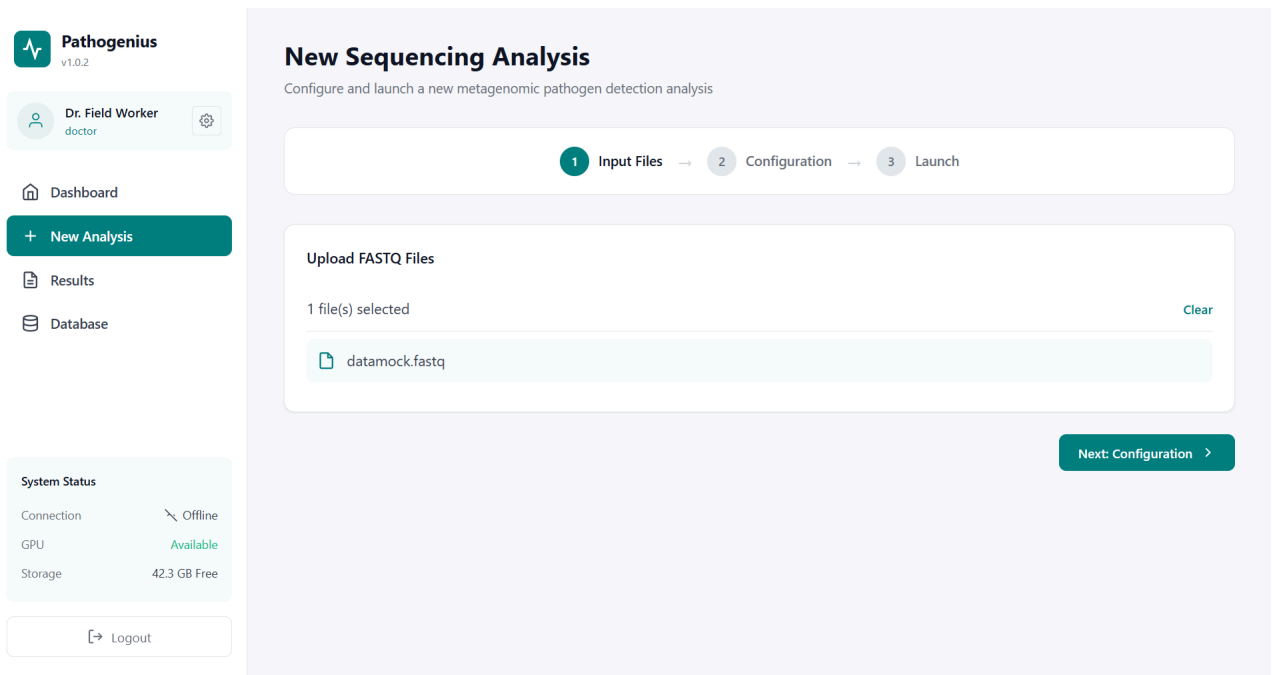 Pathogenius
v1.0.2
Dr. Field Worker
doctor
Dashboard
New Analysis
Results
Database
System Status
Connection Offline
GPU Available
Storage 42.3 GB Free
Logout
New Sequencing Analysis
Configure and launch a new metagenomic pathogen detection analysis
1 Input Files → 2 Configuration → 3 Launch
Upload FASTQ Files
1 file(s) selected Clear
datamock.fastq
Next: Configuration